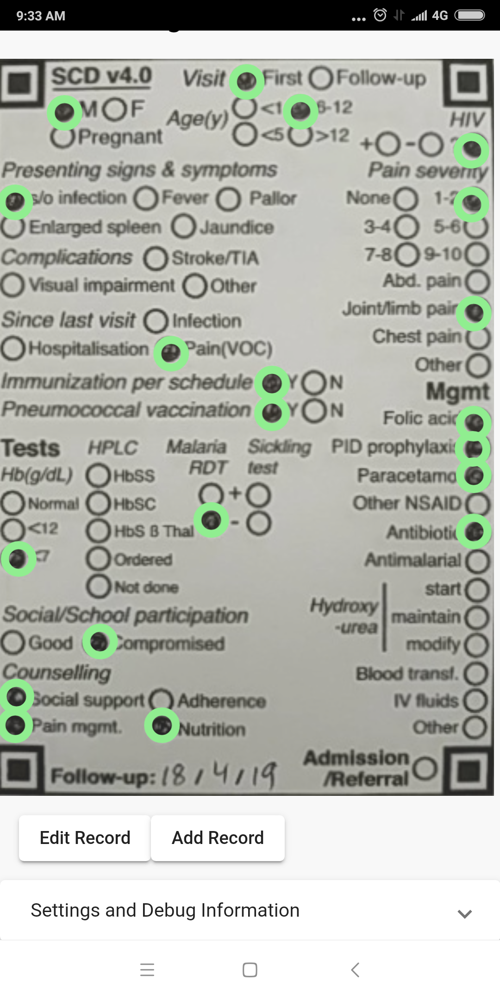 9:33 AM 4G
SCD v4.0 Visit First Follow-up
M F Age(y) <1 6-12
Pregnant <5 >12
HIV
+ - ?
Presenting signs & symptoms Pain severity
s/o infection Fever Pallor None 1-2
Enlarged spleen Jaundice 3-4 5-6
Complications Stroke/TIA 7-8 9-10
Visual impairment Other Abd. pain
Since last visit Infection Joint/limb pain
Hospitalisation Pain(VOC) Chest pain
Other
Immunization per schedule Y N Mgmt
Pneumococcal vaccination Y N Folic acid
Tests HPLC Malaria RDT Sickling test PID prophylaxis
Hb(g/dL) HbSS Paracetamol
+
Normal HbSC Other NSAID
<12 HbS ß Thal - Antibiotic
<7 Ordered Antimalarial
Not done start
Social/School participation Hydroxy-urea maintain
Good Compromised modify
Counselling Blood transf.
Social support Adherence IV fluids
Pain mgmt. Nutrition Other
Follow-up: 18/4/19 Admission/Referral
Edit Record Add Record
Settings and Debug Information